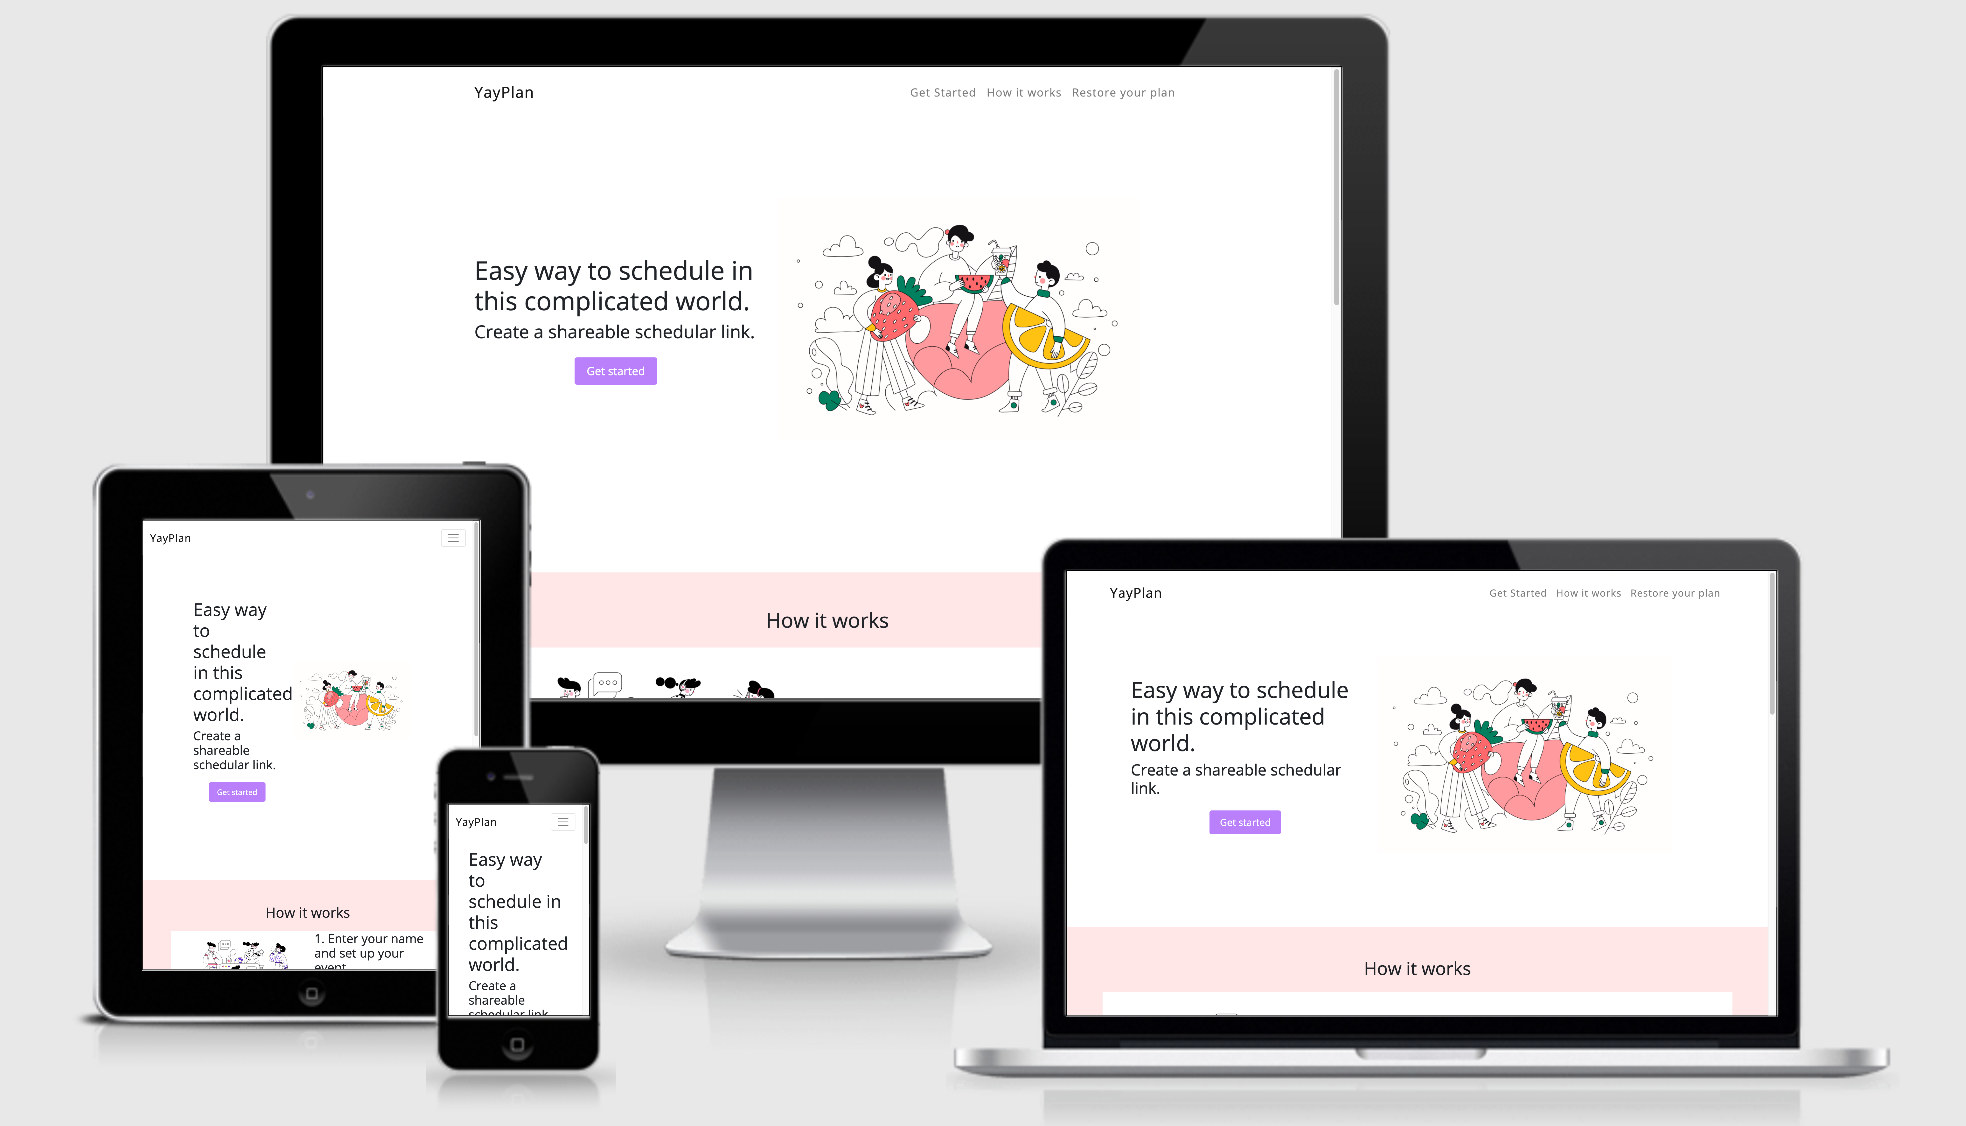 YayPlan
Get Started How it works Restore your plan
Easy way to schedule in
this complicated world.
Create a shareable schedular link.
Get started
How it works
YayPlan
Easy way
to
schedule
in this
complicated
world.
Create a
shareable
schedular link.
Get started
How it works
1. Enter your name
and set up your
event
YayPlan
Easy way
to
schedule in
this
complicated
world.
Create a
shareable
schedular link
YayPlan
Get Started How it works Restore your plan
Easy way to schedule
in this complicated
world.
Create a shareable schedular
link.
Get started
How it works